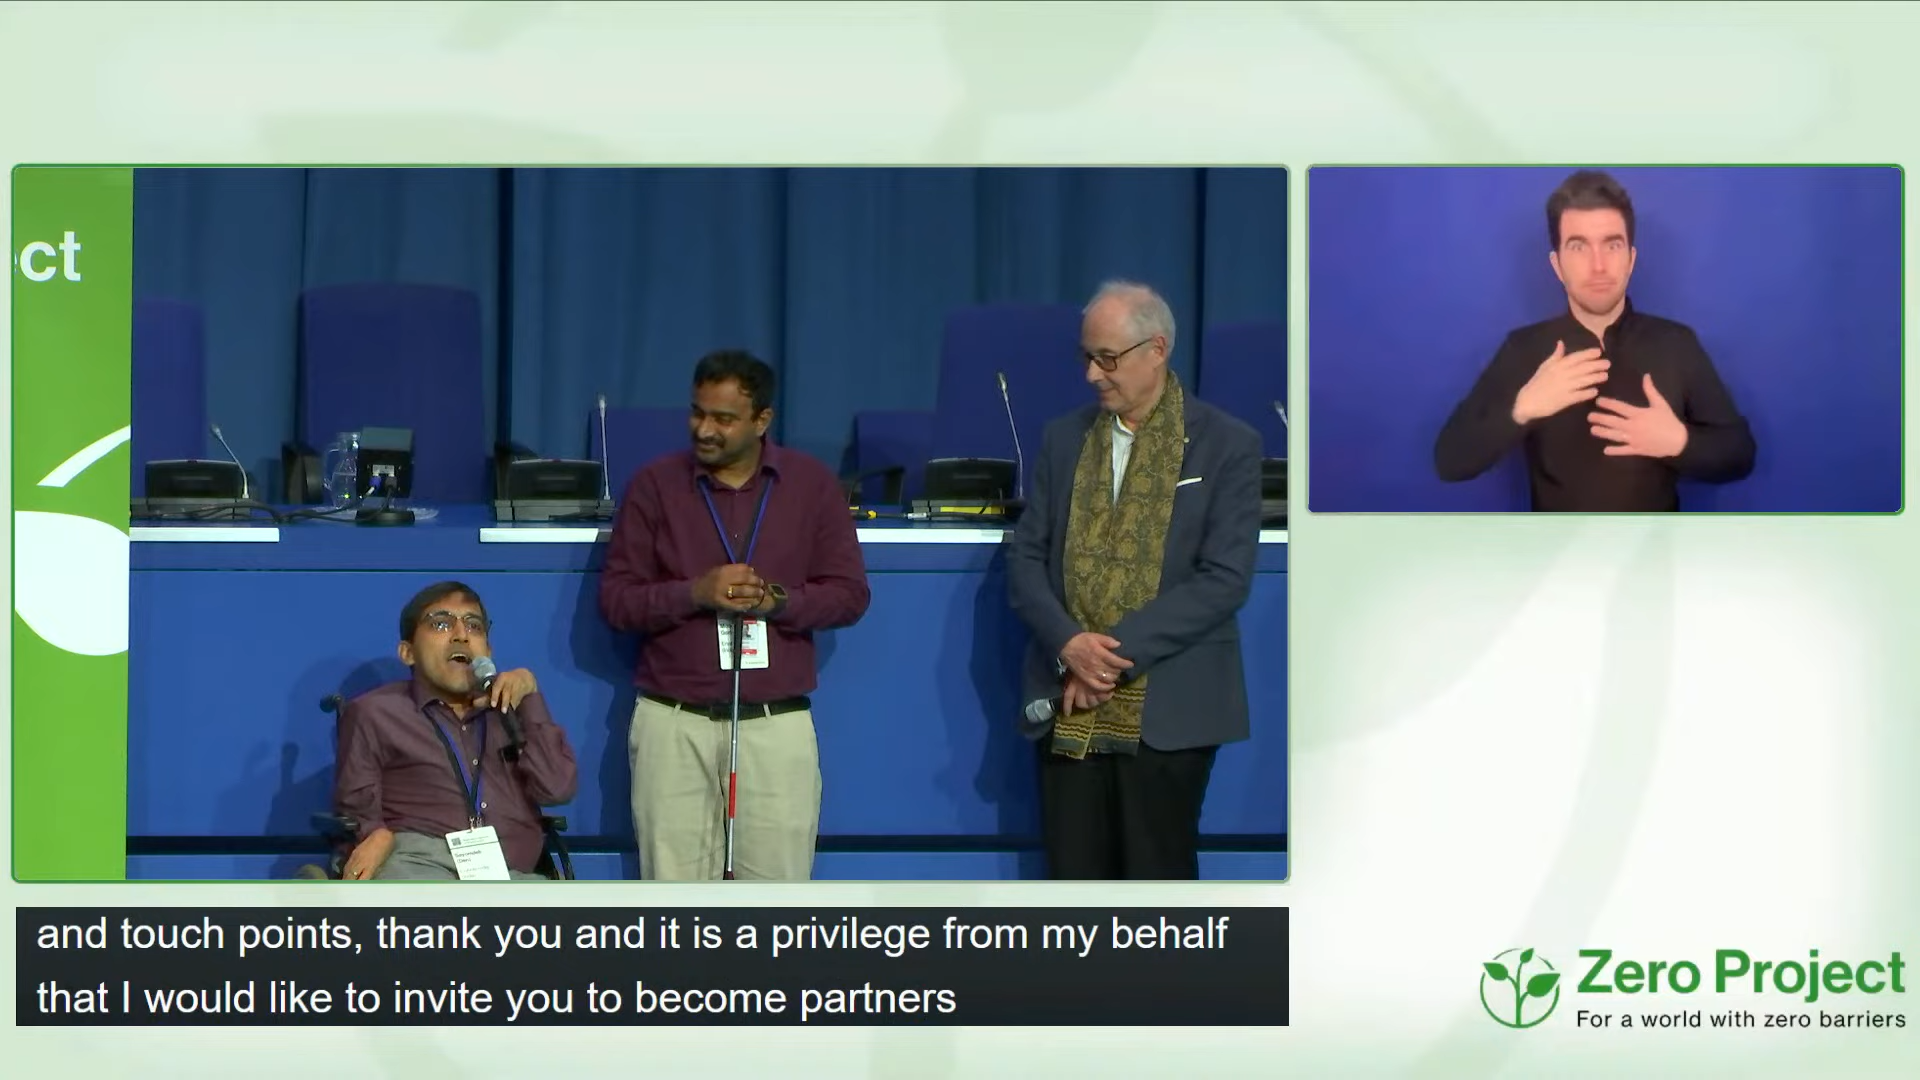 ct
and touch points, thank you and it is a privilege from my behalf
that I would like to invite you to become partners
Zero Project
For a world with zero barriers